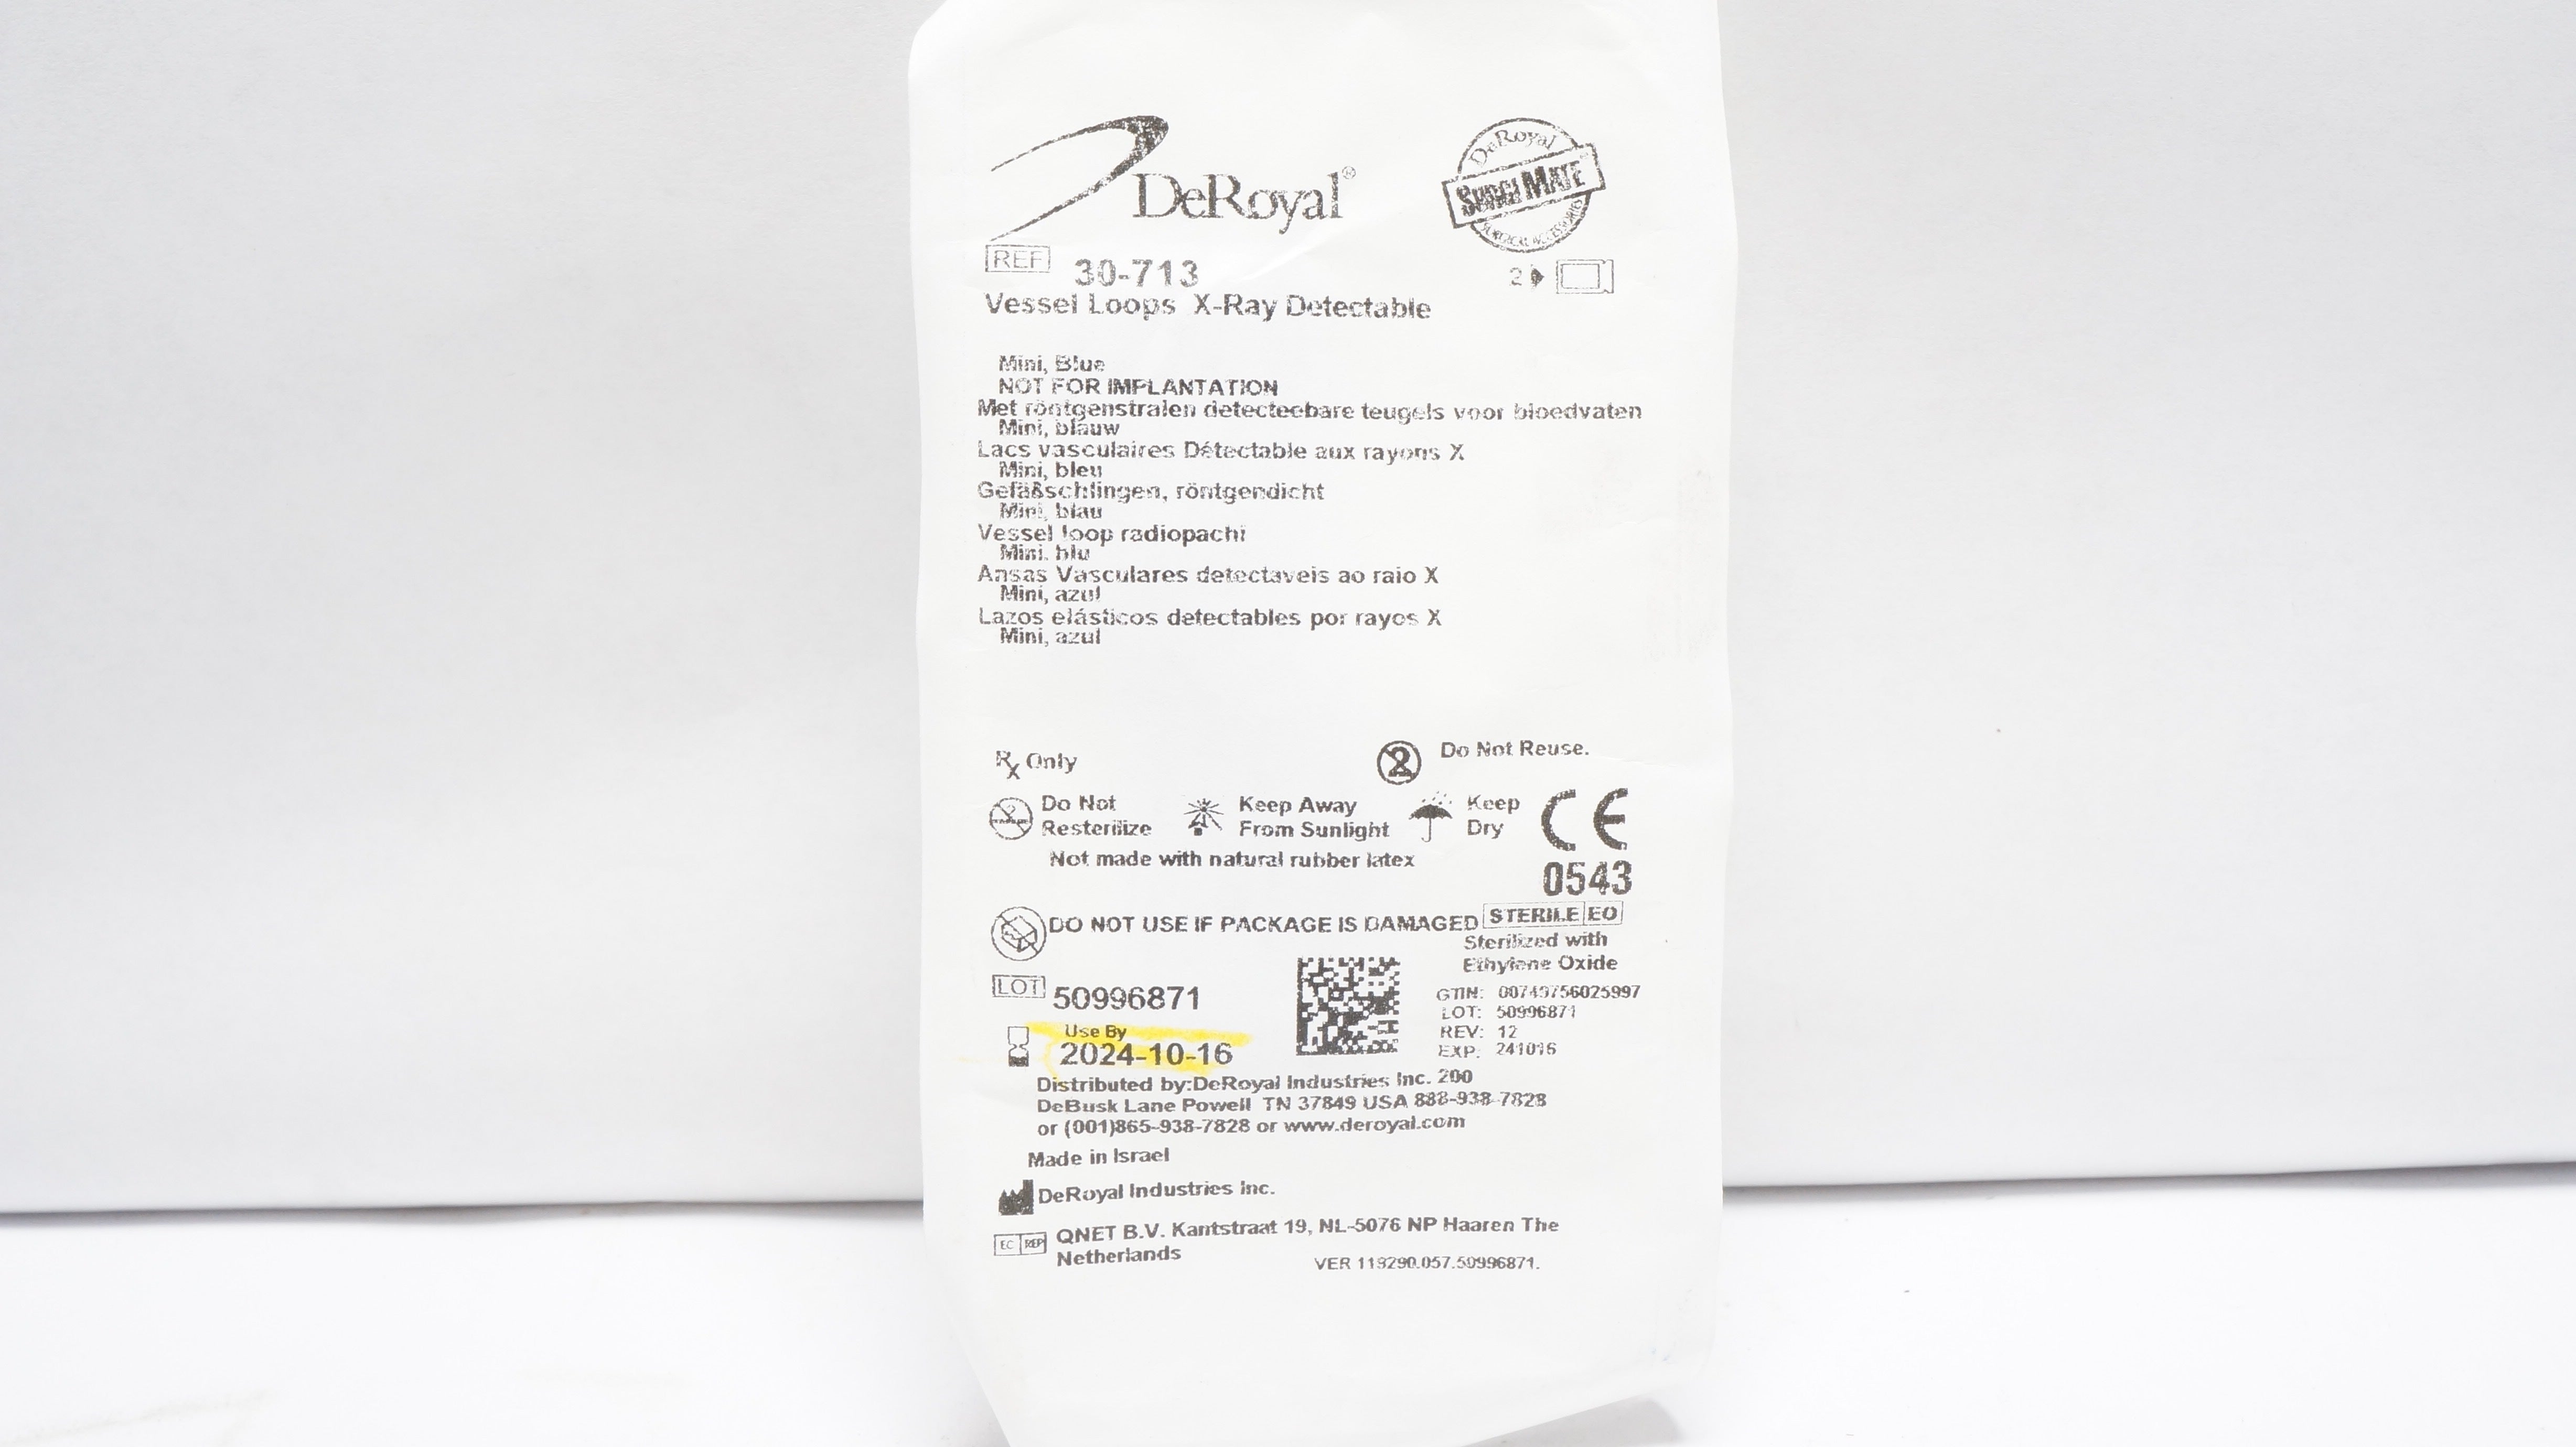 DeRoyal®
DeRoyal
SURGI MATE
SURGICAL ACCESSORIES
REF 30-713
2
Vessel Loops X-Ray Detectable
Mini, Blue
NOT FOR IMPLANTATION
Met röntgenstralen detecteebare teugels voor bloedvaten
Mini, blauw
Lacs vasculaires Détectable aux rayons X
Mini, bleu
Gefäßschlingen, röntgendicht
Mini, blau
Vessel loop radiopachi
Mini, blu
Ansas Vasculares detectaveis ao raio X
Mini, azul
Lazos elásticos detectables por rayos X
Mini, azul
Rx Only
2 Do Not Reuse.
2 Do Not
Resterilize
Keep Away
From Sunlight
Keep
Dry
CE
0543
Not made with natural rubber latex
DO NOT USE IF PACKAGE IS DAMAGED
STERILE EO
Sterilized with
Ethylene Oxide
LOT 50996871
GTIN: 00749756025997
LOT: 50996871
REV: 12
EXP: 241016
Use By
2024-10-16
Distributed by:DeRoyal Industries Inc. 200
DeBusk Lane Powell TN 37849 USA 888-938-7828
or (001)865-938-7828 or www.deroyal.com
Made in Israel
DeRoyal Industries Inc.
EC REP QNET B.V. Kantstraat 19, NL-5076 NP Haaren The
Netherlands
VER 119290.057.50996871.